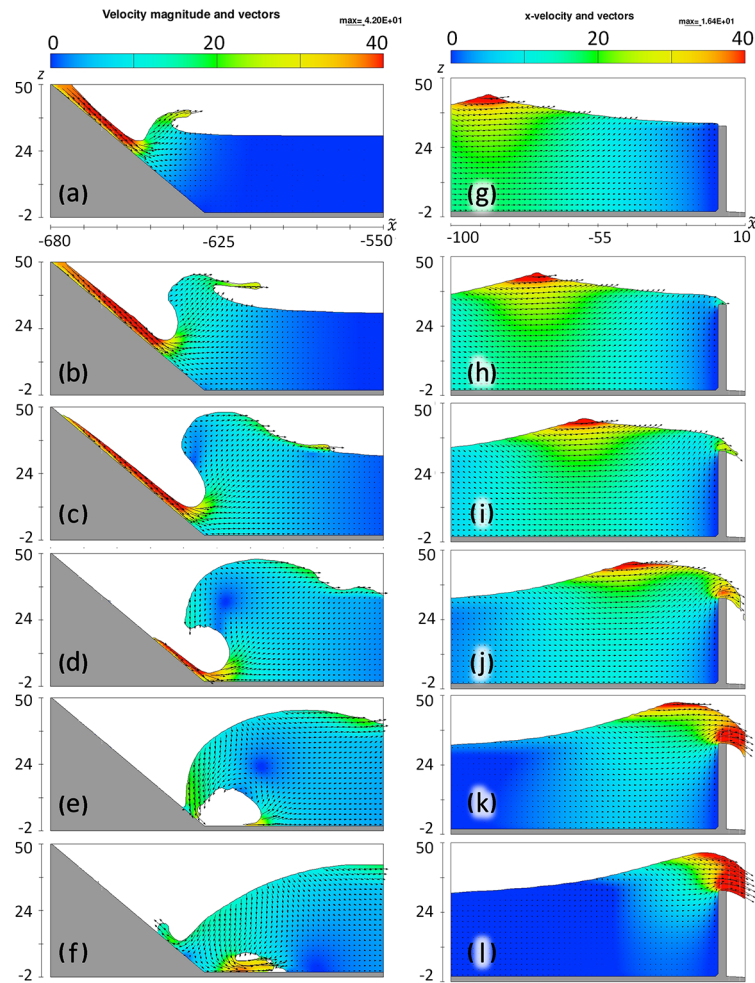 Velocity magnitude and vectors
max= 4.20E+01
0 20 40
z
50
24
-2
(a)
-680 -625 -550 x̃
50
24
-2
(b)
50
24
-2
(c)
50
24
-2
(d)
50
24
-2
(e)
50
24
-2
(f)
x-velocity and vectors
max= 1.64E+01
0 20 40
z
50
24
-2
(g)
-100 -55 10 x̃
50
24
-2
(h)
50
24
-2
(i)
50
24
-2
(j)
50
24
-2
(k)
50
24
-2
(l)